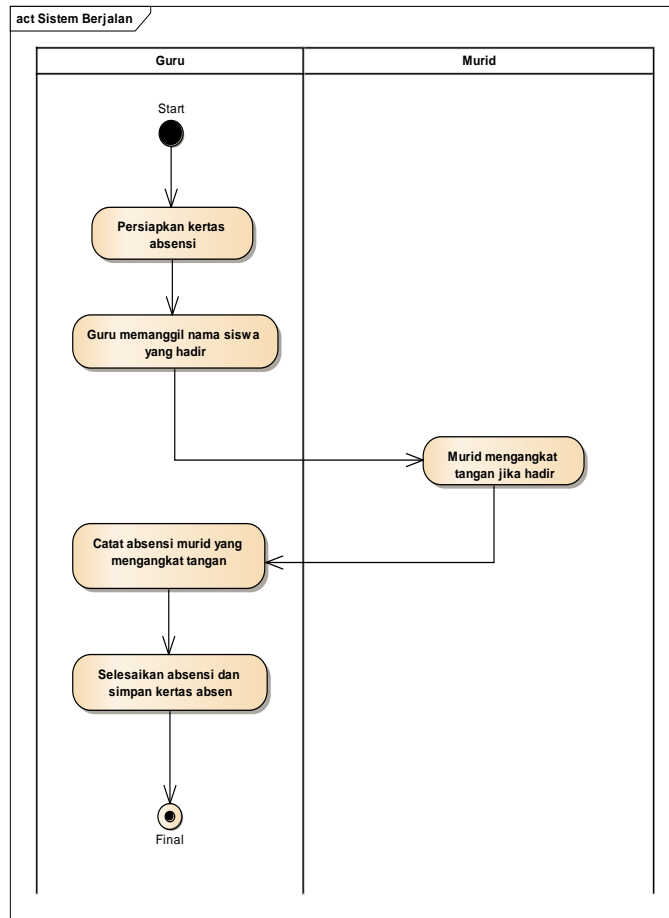 act Sistem Berjalan
Guru
Murid
Start
Persiapkan kertas
absensi
Guru memanggil nama siswa
yang hadir
Murid mengangkat
tangan jika hadir
Catat absensi murid yang
mengangkat tangan
Selesaikan absensi dan
simpan kertas absen
Final